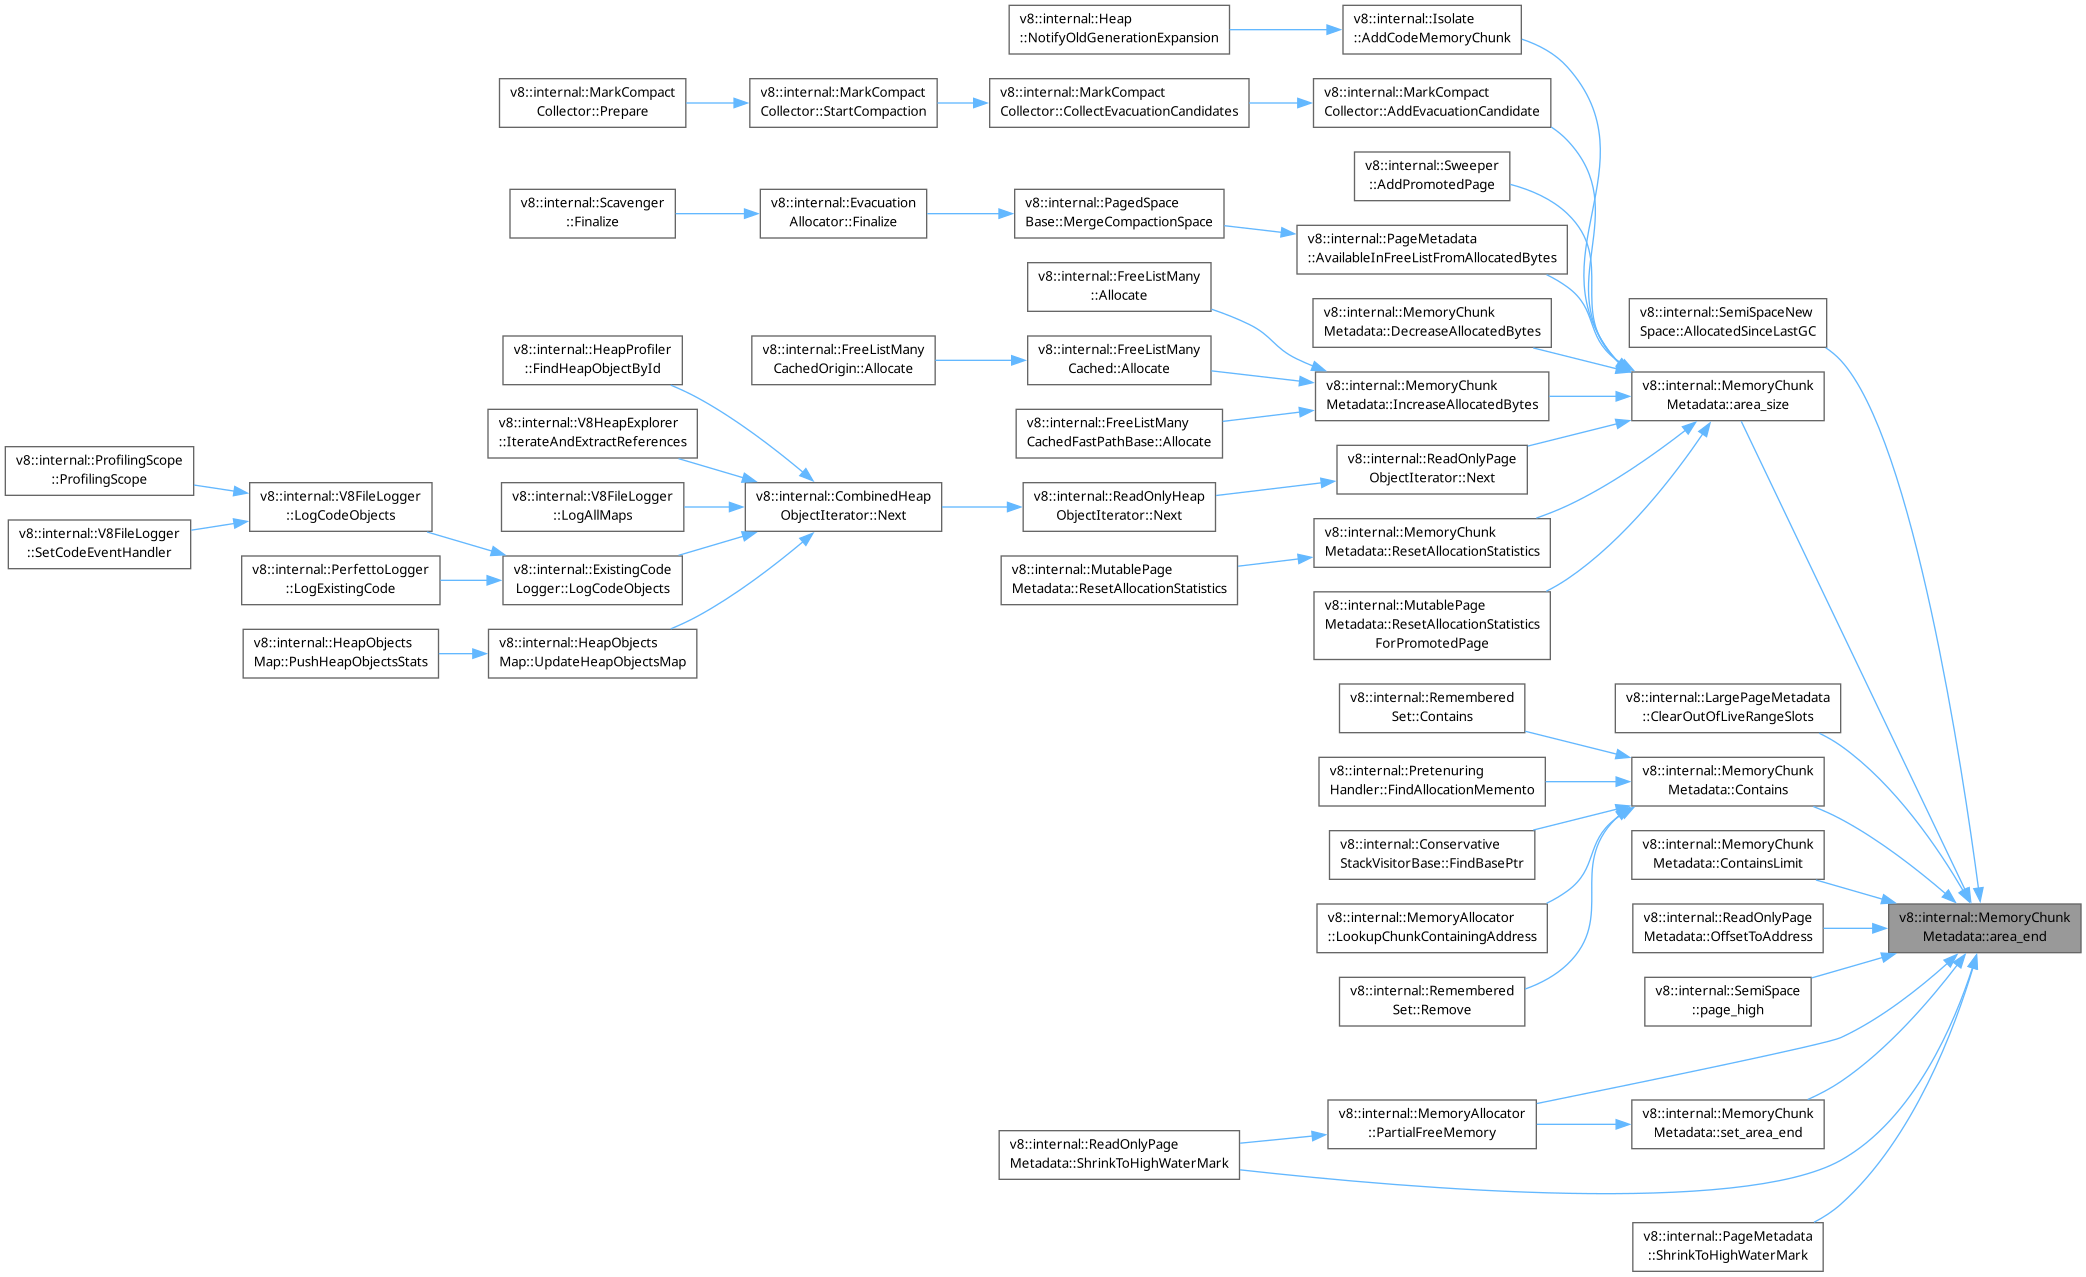 v8::internal::Heap
::NotifyOldGenerationExpansion
v8::internal::Isolate
::AddCodeMemoryChunk
v8::internal::MarkCompact
Collector::Prepare
v8::internal::MarkCompact
Collector::StartCompaction
v8::internal::MarkCompact
Collector::CollectEvacuationCandidates
v8::internal::MarkCompact
Collector::AddEvacuationCandidate
v8::internal::Sweeper
::AddPromotedPage
v8::internal::Scavenger
::Finalize
v8::internal::Evacuation
Allocator::Finalize
v8::internal::PagedSpace
Base::MergeCompactionSpace
v8::internal::PageMetadata
::AvailableInFreeListFromAllocatedBytes
v8::internal::FreeListMany
::Allocate
v8::internal::MemoryChunk
Metadata::DecreaseAllocatedBytes
v8::internal::SemiSpaceNew
Space::AllocatedSinceLastGC
v8::internal::HeapProfiler
::FindHeapObjectById
v8::internal::FreeListMany
CachedOrigin::Allocate
v8::internal::FreeListMany
Cached::Allocate
v8::internal::MemoryChunk
Metadata::IncreaseAllocatedBytes
v8::internal::MemoryChunk
Metadata::area_size
v8::internal::V8HeapExplorer
::IterateAndExtractReferences
v8::internal::FreeListMany
CachedFastPathBase::Allocate
v8::internal::ProfilingScope
::ProfilingScope
v8::internal::V8FileLogger
::LogCodeObjects
v8::internal::V8FileLogger
::LogAllMaps
v8::internal::CombinedHeap
ObjectIterator::Next
v8::internal::ReadOnlyHeap
ObjectIterator::Next
v8::internal::ReadOnlyPage
ObjectIterator::Next
v8::internal::V8FileLogger
::SetCodeEventHandler
v8::internal::MemoryChunk
Metadata::ResetAllocationStatistics
v8::internal::PerfettoLogger
::LogExistingCode
v8::internal::ExistingCode
Logger::LogCodeObjects
v8::internal::MutablePage
Metadata::ResetAllocationStatistics
v8::internal::MutablePage
Metadata::ResetAllocationStatistics
ForPromotedPage
v8::internal::HeapObjects
Map::PushHeapObjectsStats
v8::internal::HeapObjects
Map::UpdateHeapObjectsMap
v8::internal::Remembered
Set::Contains
v8::internal::LargePageMetadata
::ClearOutOfLiveRangeSlots
v8::internal::Pretenuring
Handler::FindAllocationMemento
v8::internal::MemoryChunk
Metadata::Contains
v8::internal::Conservative
StackVisitorBase::FindBasePtr
v8::internal::MemoryChunk
Metadata::ContainsLimit
v8::internal::MemoryAllocator
::LookupChunkContainingAddress
v8::internal::ReadOnlyPage
Metadata::OffsetToAddress
v8::internal::MemoryChunk
Metadata::area_end
v8::internal::Remembered
Set::Remove
v8::internal::SemiSpace
::page_high
v8::internal::ReadOnlyPage
Metadata::ShrinkToHighWaterMark
v8::internal::MemoryAllocator
::PartialFreeMemory
v8::internal::MemoryChunk
Metadata::set_area_end
v8::internal::PageMetadata
::ShrinkToHighWaterMark